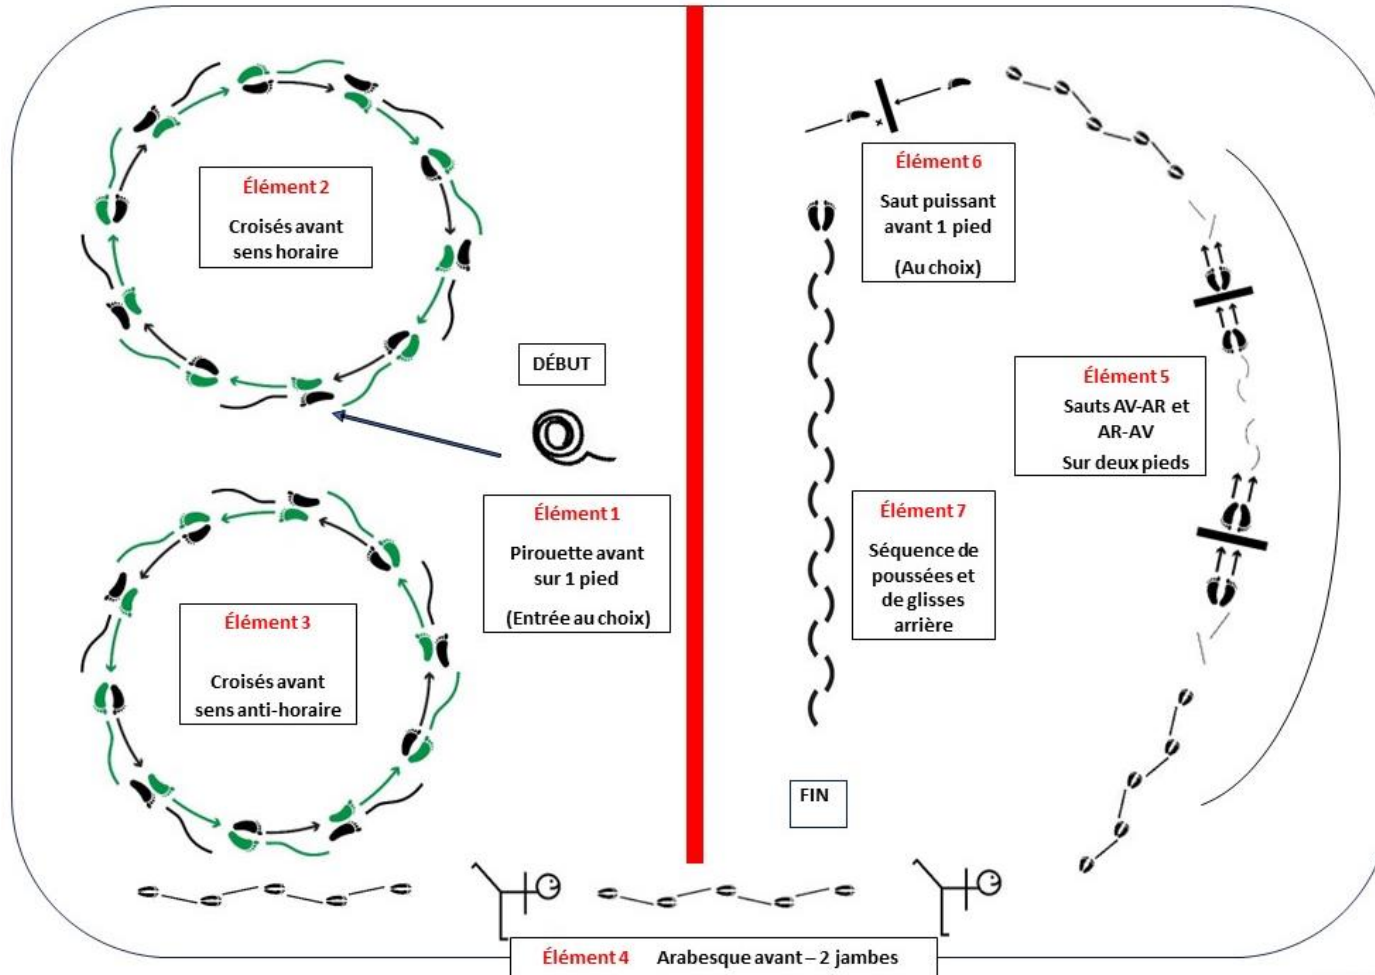 DÉBUT
Élément 1
Pirouette avant
sur 1 pied
(Entrée au choix)
Élément 2
Croisés avant
sens horaire
Élément 3
Croisés avant
sens anti-horaire
Élément 4 Arabesque avant – 2 jambes
Élément 5
Sauts AV-AR et
AR-AV
Sur deux pieds
Élément 6
Saut puissant
avant 1 pied
(Au choix)
Élément 7
Séquence de
poussées et
de glisses
arrière
FIN